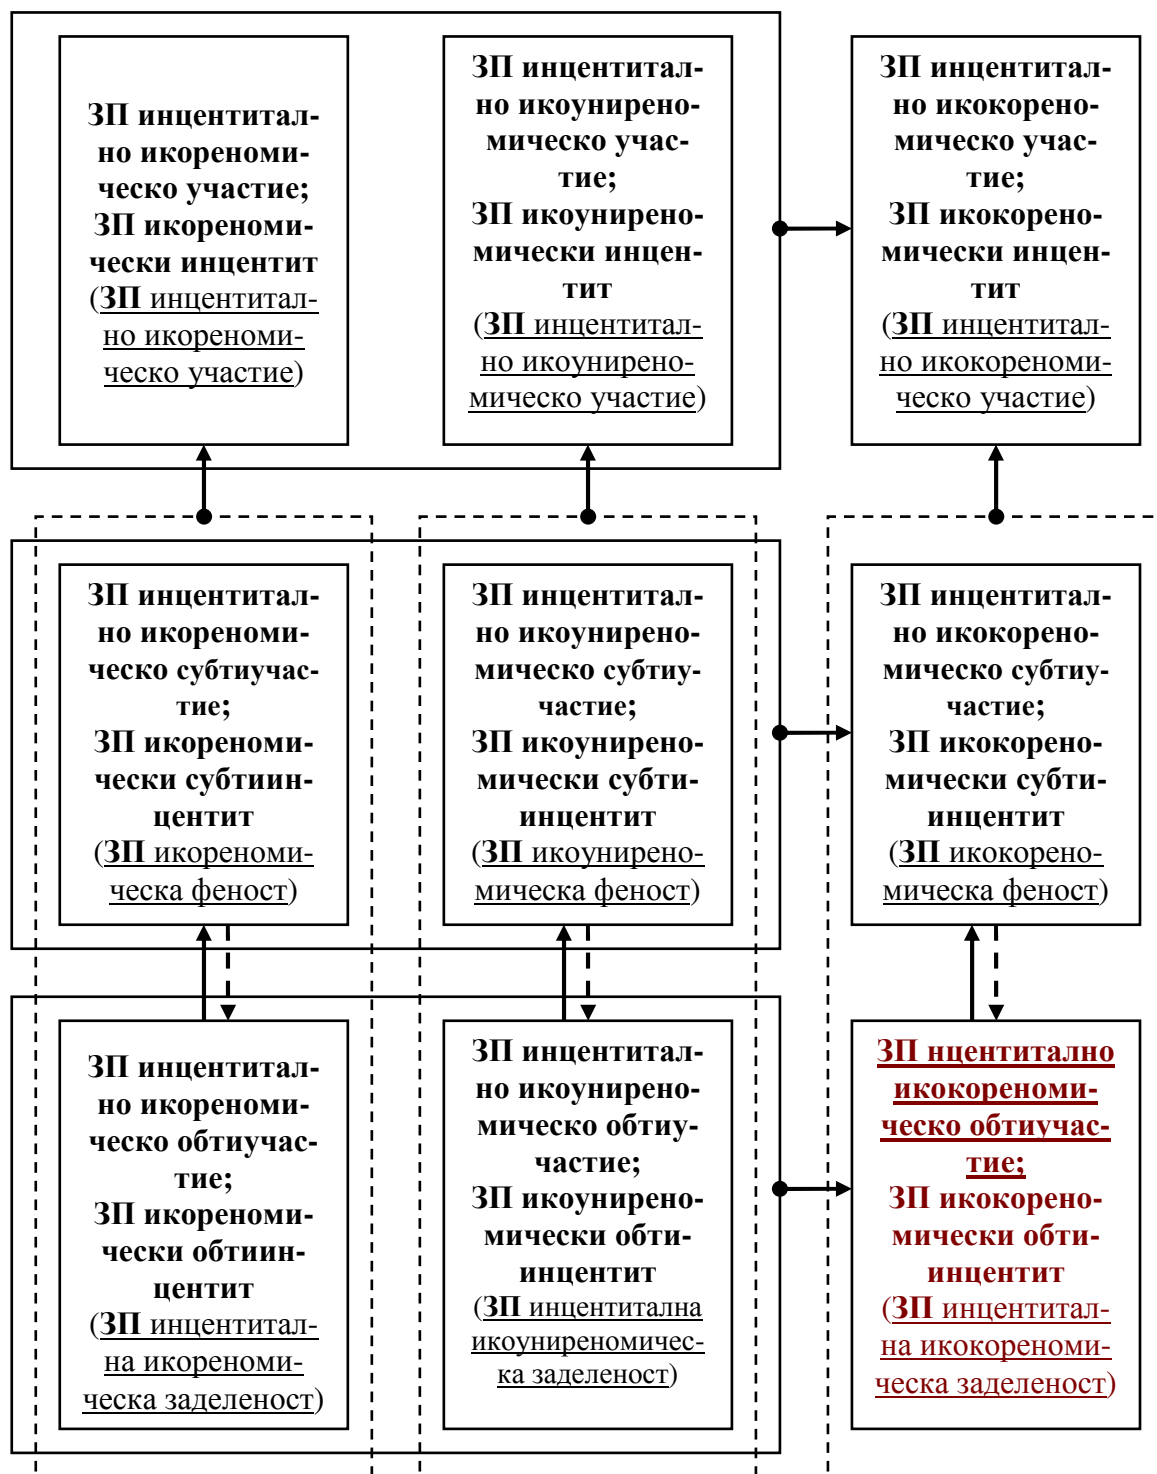 ЗП инцентитал-
но икореноми-
ческо участие;
ЗП икореноми-
чески инцентит
(ЗП инцентитал-
но икореноми-
ческо участие)
ЗП инцентитал-
но икоунирено-
мическо учас-
тие;
ЗП икоунирено-
мически инцен-
тит
(ЗП инцентитал-
но икоунирено-
мическо участие)
ЗП инцентитал-
но икокорено-
мическо учас-
тие;
ЗП икокорено-
мически инцен-
тит
(ЗП инцентитал-
но икокореноми-
ческо участие)
ЗП инцентитал-
но икореноми-
ческо субтиучас-
тие;
ЗП икореноми-
чески субтиин-
центит
(ЗП икореноми-
ческа феност)
ЗП инцентитал-
но икоунирено-
мическо субтиу-
частие;
ЗП икоунирено-
мически субти-
инцентит
(ЗП икоунирено-
мическа феност)
ЗП инцентитал-
но икокорено-
мическо субтиу-
частие;
ЗП икокорено-
мически субти-
инцентит
(ЗП икокорено-
мическа феност)
ЗП инцентитал-
но икореноми-
ческо обтиучас-
тие;
ЗП икореноми-
чески обтиин-
центит
(ЗП инцентитал-
на икореноми-
ческа заделеност)
ЗП инцентитал-
но икоунирено-
мическо обтиу-
частие;
ЗП икоунирено-
мически обти-
инцентит
(ЗП инцентитална
икоуниреномичес-
ка заделеност)
ЗП нцентитално
икокореноми-
ческо обтиучас-
тие;
ЗП икокорено-
мически обти-
инцентит
(ЗП инцентитал-
на икокореноми-
ческа заделеност)